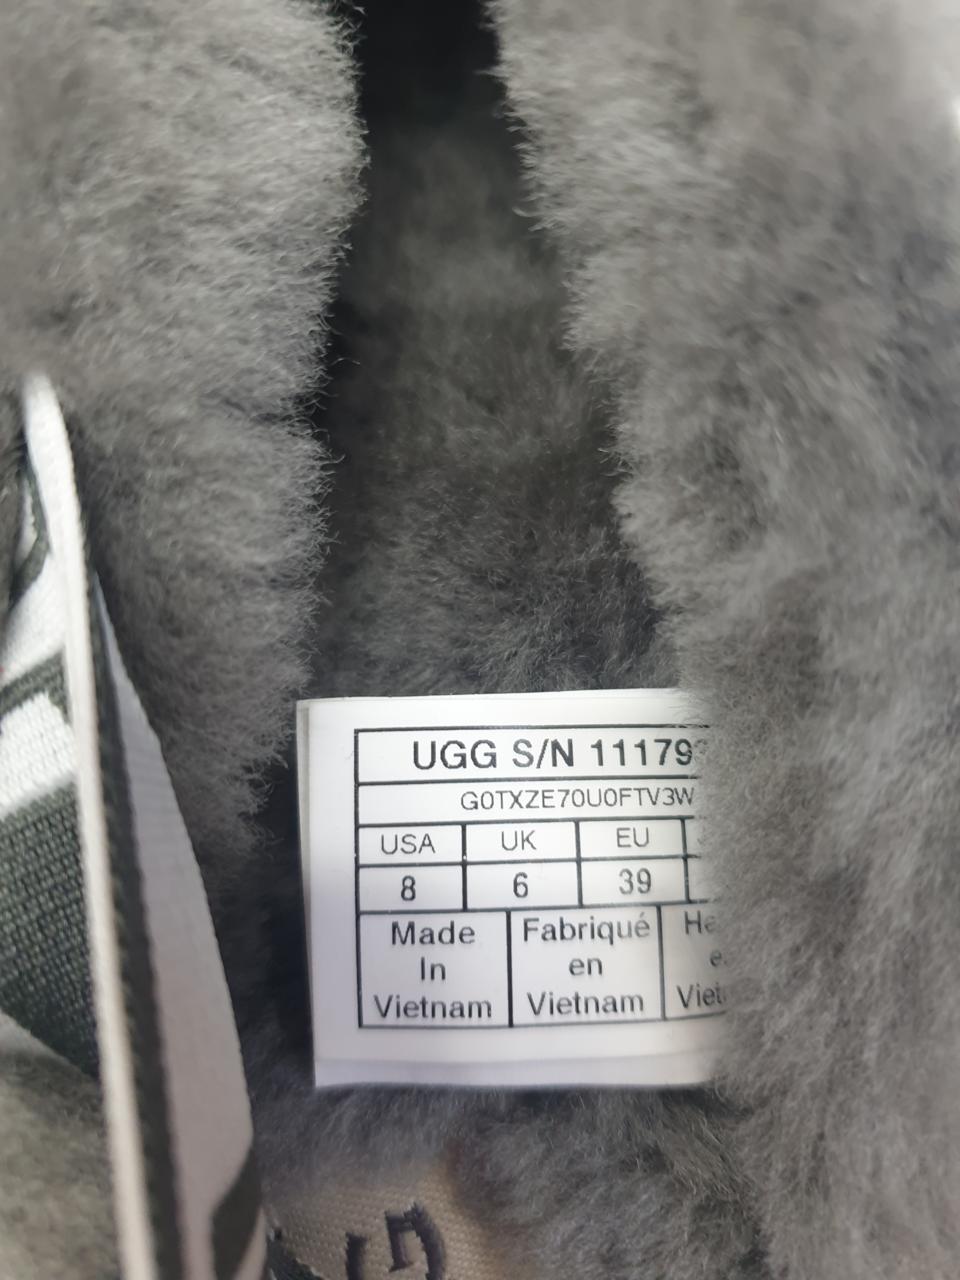 UGG S/N 11179
G0TXZE70U0FTV3W
USA UK EU
8 6 39
Made Fabriqué
In en
Vietnam Vietnam